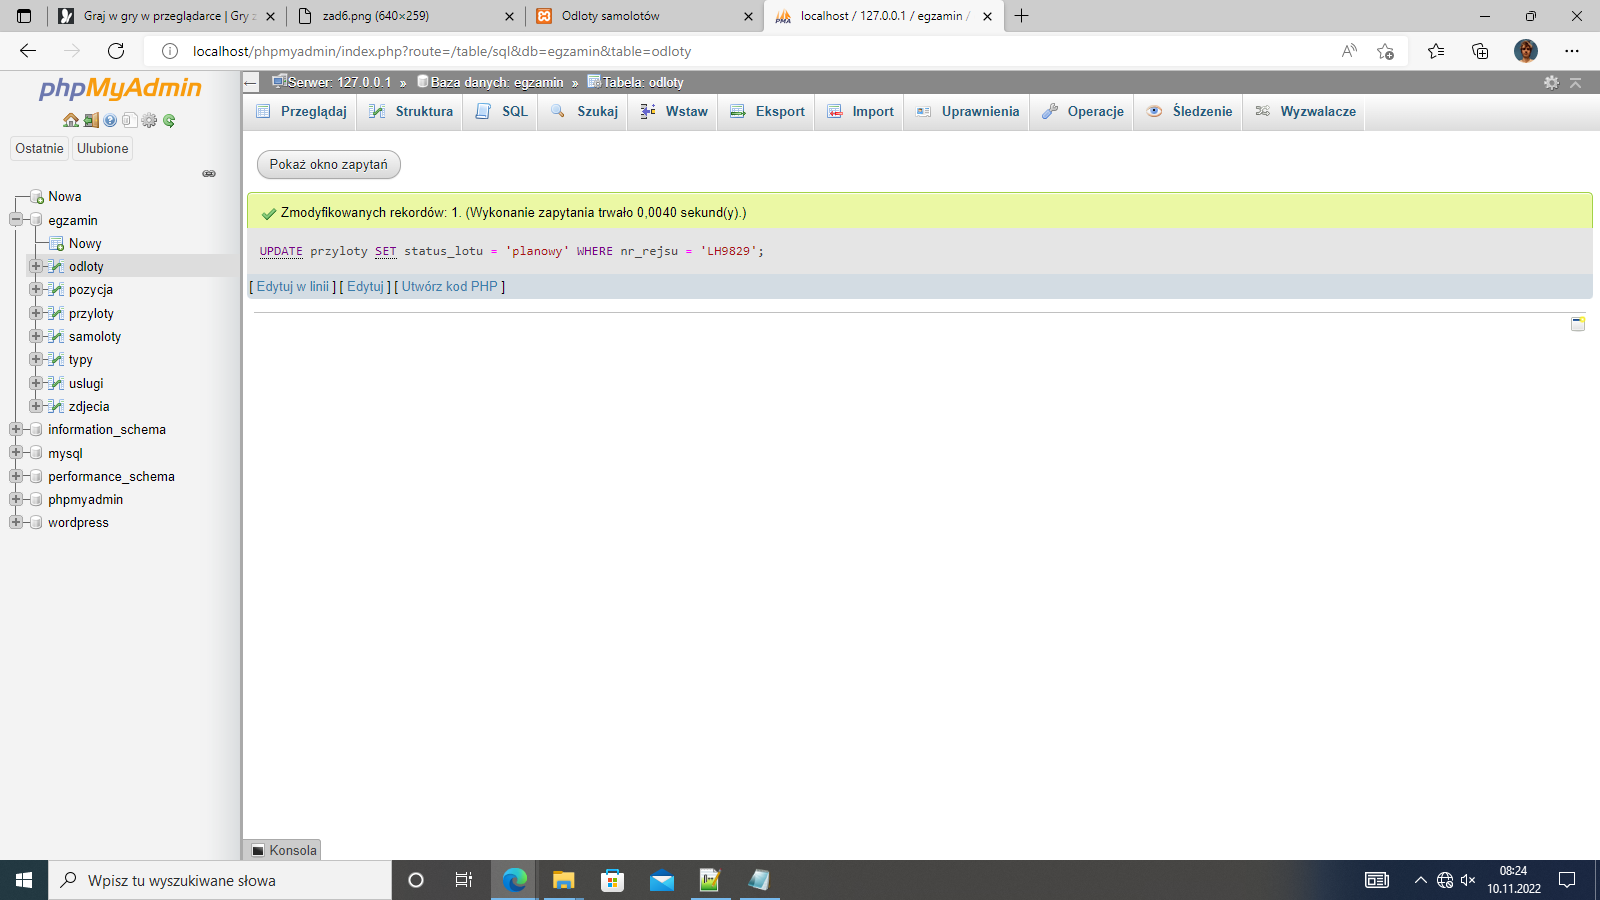 Graj w gry w przeglądarce | Gry z
zad6.png (640×259)
Odloty samolotów
localhost / 127.0.0.1 / egzamin /
localhost/phpmyadmin/index.php?route=/table/sql&db=egzamin&table=odloty
phpMyAdmin
Ostatnie
Ulubione
Nowa
egzamin
Nowy
odloty
pozycja
przyloty
samoloty
typy
uslugi
zdjecia
information_schema
mysql
performance_schema
phpmyadmin
wordpress
Serwer: 127.0.0.1 » Baza danych: egzamin » Tabela: odloty
Przeglądaj
Struktura
SQL
Szukaj
Wstaw
Eksport
Import
Uprawnienia
Operacje
Śledzenie
Wyzwalacze
Pokaż okno zapytań
Zmodyfikowanych rekordów: 1. (Wykonanie zapytania trwało 0,0040 sekund(y).)
UPDATE przyloty SET status_lotu = 'planowy' WHERE nr_rejsu = 'LH9829';
[ Edytuj w linii ] [ Edytuj ] [ Utwórz kod PHP ]
Konsola
Wpisz tu wyszukiwane słowa
08:24
10.11.2022